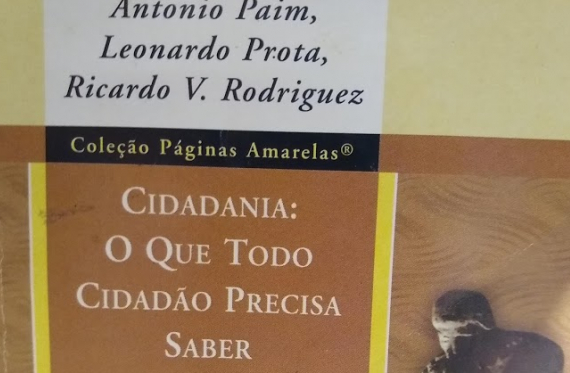 Antonio Paim,
Leonardo Prota,
Ricardo V. Rodriguez
Coleção Páginas Amarelas®
CIDADANIA:
O QUE TODO
CIDADÃO PRECISA
SABER